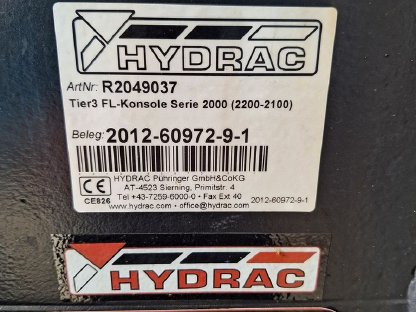 HYDRAC
ArtNr: R2049037
Tier3 FL-Konsole Serie 2000 (2200-2100)
Beleg: 2012-60972-9-1
HYDRAC Pühringer GmbH&CoKG
AT-4523 Sierning, Primitstr. 4
CE826 Tel +43-7259-6000-0 • Fax Ext 40
www.hydrac.com • office@hydrac.com 2012-60972-9-1
HYDRAC